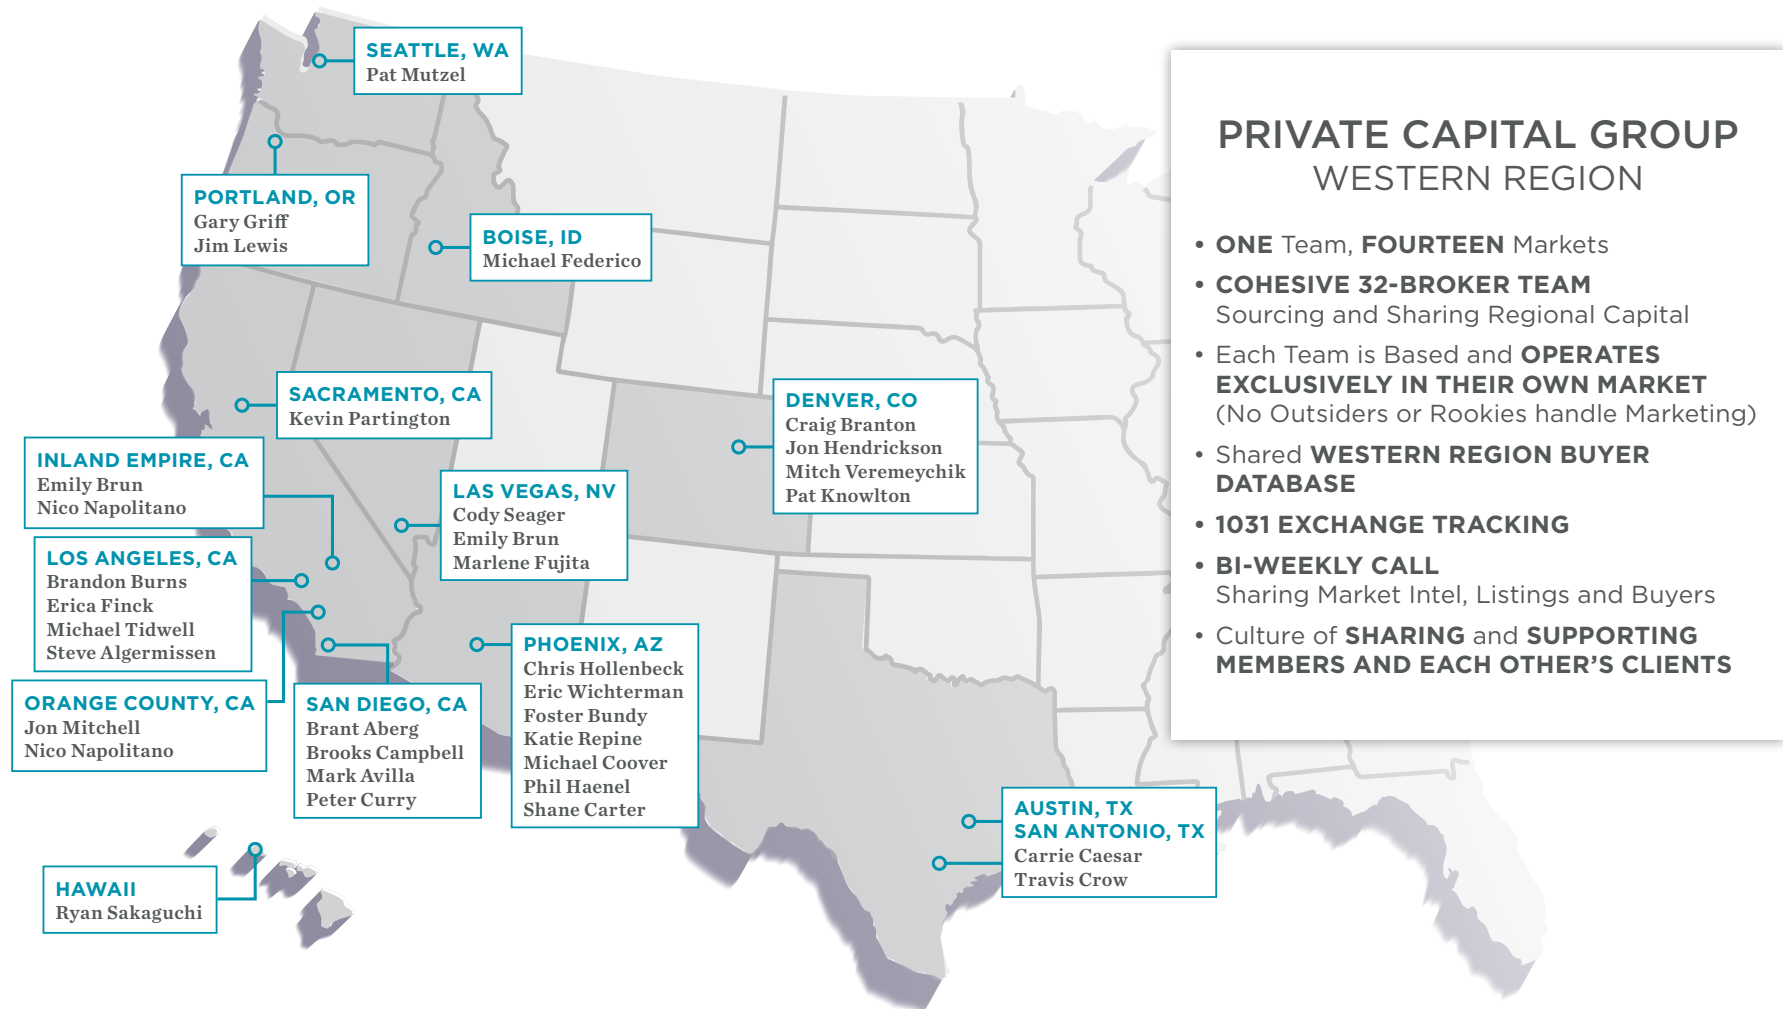 SEATTLE, WA
Pat Mutzel
PORTLAND, OR
Gary Griff
Jim Lewis
BOISE, ID
Michael Federico
SACRAMENTO, CA
Kevin Partington
INLAND EMPIRE, CA
Emily Brun
Nico Napolitano
LAS VEGAS, NV
Cody Seager
Emily Brun
Marlene Fujita
DENVER, CO
Craig Branton
Jon Hendrickson
Mitch Veremeychik
Pat Knowlton
LOS ANGELES, CA
Brandon Burns
Erica Finck
Michael Tidwell
Steve Algermissen
ORANGE COUNTY, CA
Jon Mitchell
Nico Napolitano
SAN DIEGO, CA
Brant Aberg
Brooks Campbell
Mark Avilla
Peter Curry
PHOENIX, AZ
Chris Hollenbeck
Eric Wichterman
Foster Bundy
Katie Repine
Michael Coover
Phil Haenel
Shane Carter
AUSTIN, TX
SAN ANTONIO, TX
Carrie Caesar
Travis Crow
HAWAII
Ryan Sakaguchi
PRIVATE CAPITAL GROUP
WESTERN REGION
• ONE Team, FOURTEEN Markets
• COHESIVE 32-BROKER TEAM
Sourcing and Sharing Regional Capital
• Each Team is Based and OPERATES
EXCLUSIVELY IN THEIR OWN MARKET
(No Outsiders or Rookies handle Marketing)
• Shared WESTERN REGION BUYER
DATABASE
• 1031 EXCHANGE TRACKING
• BI-WEEKLY CALL
Sharing Market Intel, Listings and Buyers
• Culture of SHARING and SUPPORTING
MEMBERS AND EACH OTHER'S CLIENTS